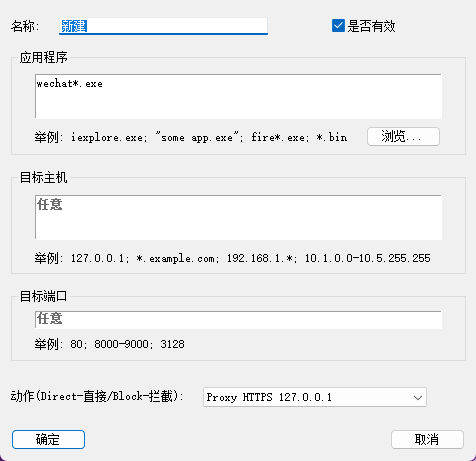 名称: 新建 是否有效
应用程序
wechat*.exe
举例: iexplore.exe; "some app.exe"; fire*.exe; *.bin 浏览...
目标主机
任意
举例: 127.0.0.1; *.example.com; 192.168.1.*; 10.1.0.0-10.5.255.255
目标端口
任意
举例: 80; 8000-9000; 3128
动作(Direct-直接/Block-拦截): Proxy HTTPS 127.0.0.1
确定 取消